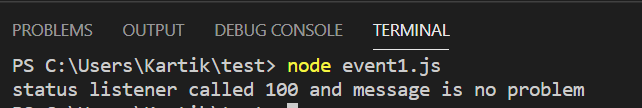 PROBLEMS OUTPUT DEBUG CONSOLE TERMINAL
PS C:\Users\Kartik\test> node event1.js
status listener called 100 and message is no problem